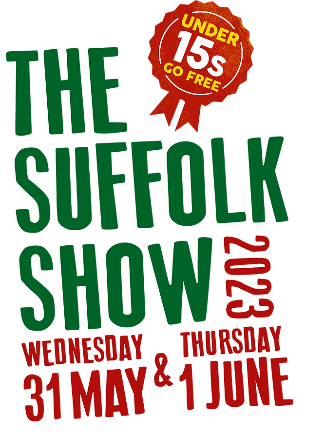 UNDER
15s
GO FREE
THE
SUFFOLK
SHOW
2023
WEDNESDAY
31 MAY
&
THURSDAY
1 JUNE